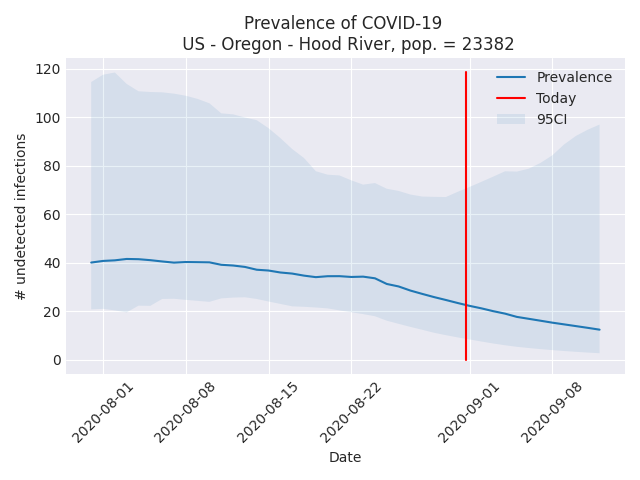 Prevalence of COVID-19
US - Oregon - Hood River, pop. = 23382
Prevalence
Today
95CI
# undetected infections
120
100
80
60
40
20
0
2020-08-01
2020-08-08
2020-08-15
2020-08-22
2020-09-01
2020-09-08
Date